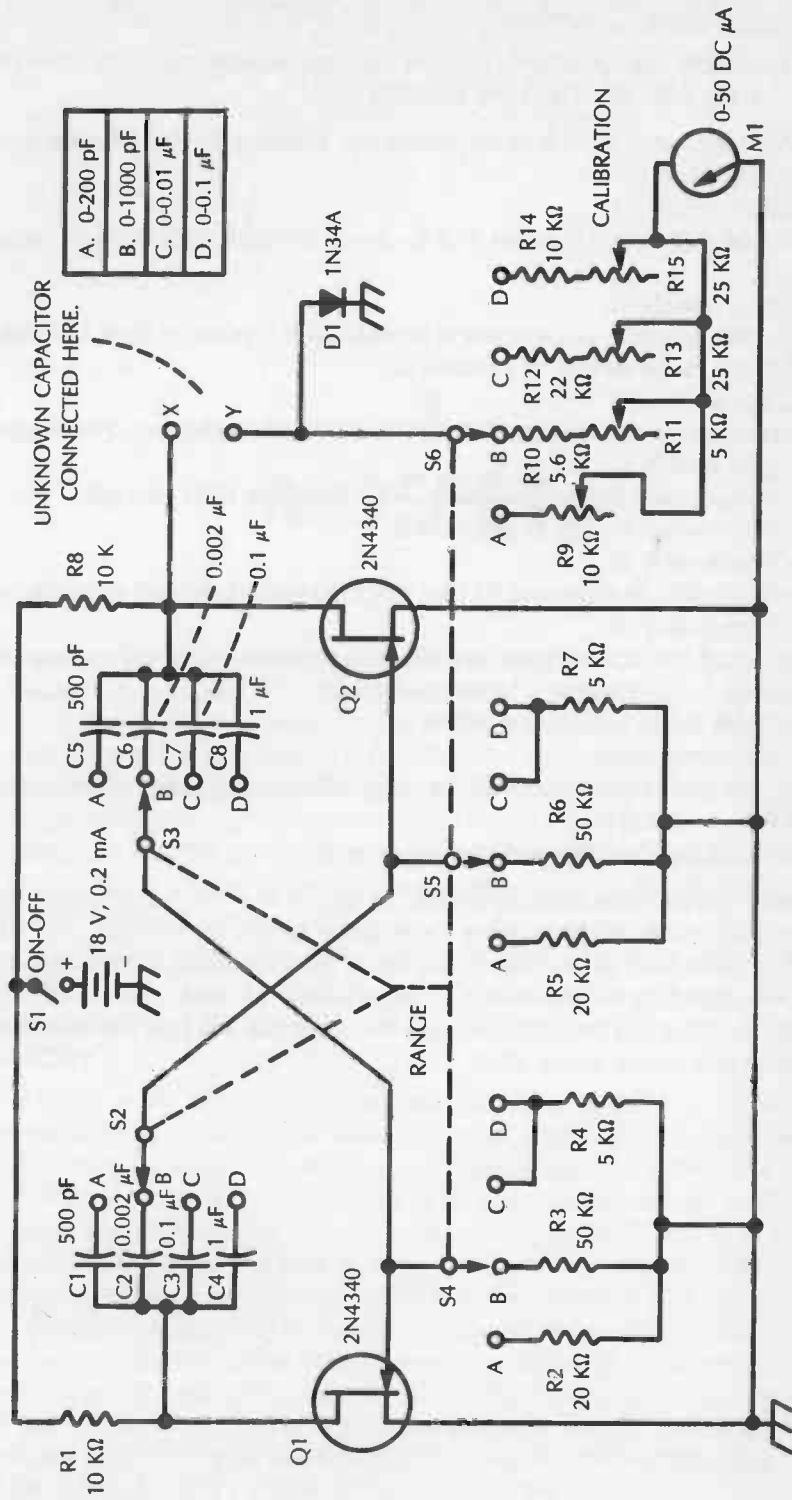 UNKNOWN CAPACITOR
CONNECTED HERE.
A. 0-200 pF
B. 0-1000 pF
C. 0-0.01 µF
D. 0-0.1 µF
S1
ON-OFF
+
18 V, 0.2 mA
R1
10 KΩ
500 pF
C1
A
C2
0.002 µF
B
C3
0.1 µF
C
C4
1 µF
D
S2
S3
500 pF
C5
A
C6
B
C7
C
C8
D
1 µF
0.002 µF
0.1 µF
R8
10 K
X
Y
D1
1N34A
2N4340
Q1
2N4340
Q2
RANGE
S4
S5
S6
A
B
C
D
R2
20 KΩ
R3
50 KΩ
R4
5 KΩ
A
B
C
D
R5
20 KΩ
R6
50 KΩ
R7
5 KΩ
A
B
C
D
R9
10 KΩ
R10
5.6
KΩ
R11
5 KΩ
R12
22
KΩ
R13
25 KΩ
R14
10 KΩ
R15
25 KΩ
CALIBRATION
0-50 DC µA
M1